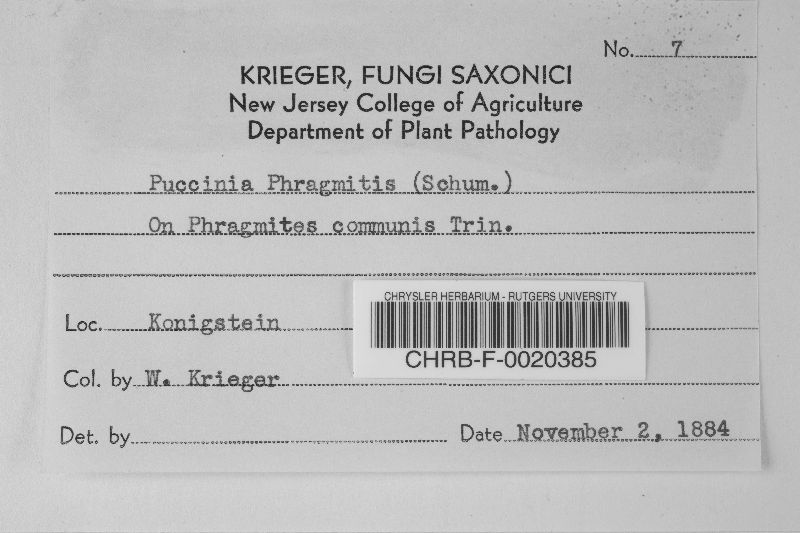 No. 7
KRIEGER, FUNGI SAXONICI
New Jersey College of Agriculture
Department of Plant Pathology
Puccinia Phragmitis (Schum.)
On Phragmites communis Trin.
CHRYSLER HERBARIUM - RUTGERS UNIVERSITY
Loc. Konigstein
CHRB-F-0020385
Col. by W. Krieger
Det. by
Date November 2, 1884